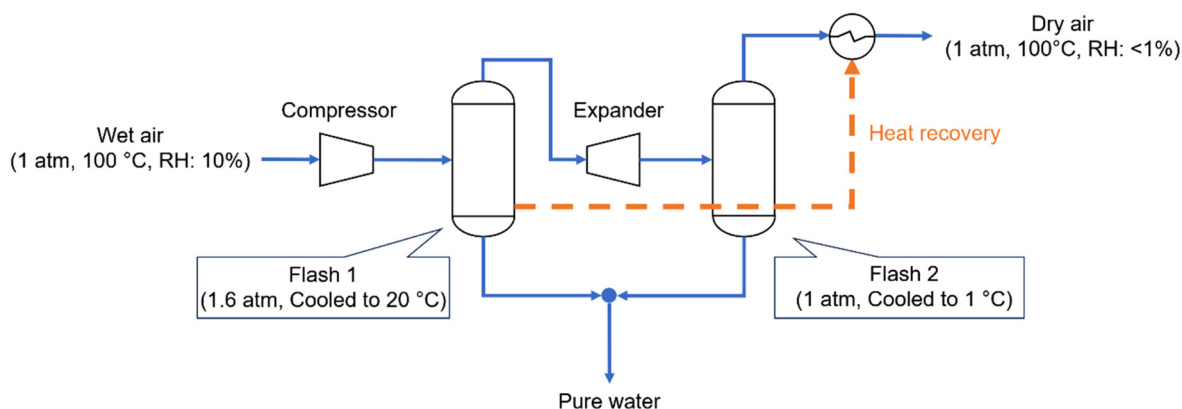 Dry air
(1 atm, 100°C, RH: <1%)
Compressor
Expander
Wet air
(1 atm, 100 °C, RH: 10%)
Heat recovery
Flash 1
(1.6 atm, Cooled to 20 °C)
Flash 2
(1 atm, Cooled to 1 °C)
Pure water